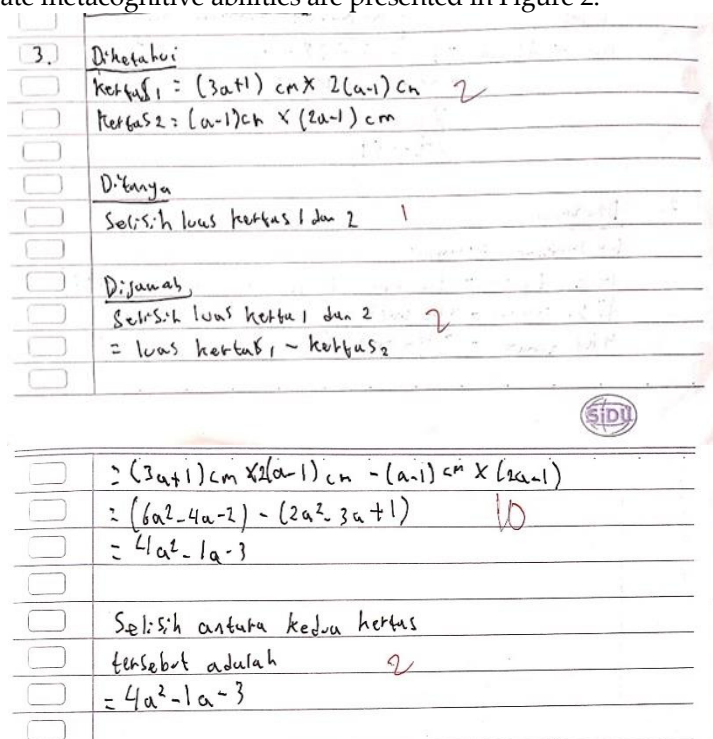 ate metacognitive abilities are presented in Figure 2.
3. Diketahui
Kertas₁ = (3a+1) cm X 2(a-1) cm 2
Kertas 2 = (a-1)cm X (2a-1) cm
Ditanya
Selisih luas kertas 1 dan 2 1
Dijawab,
Selisih luas kertas 1 dan 2 2
= luas kertas₁ - kertas₂
SiDU
= (3a+1) cm X2(a-1) cm - (a-1) cm X (2a-1)
= (6a²-4a-2) - (2a²-3a+1) 10
= 4a²-1a-3
Selisih antara kedua kertas
tersebut adalah 2
= 4a²-1a-3